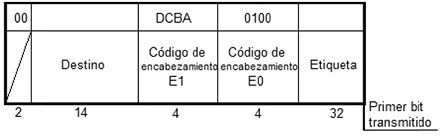 00 DCBA 0100
Destino
Código de encabezamiento E1
Código de encabezamiento E0
Etiqueta
2 14 4 4 32
Primer bit transmitido